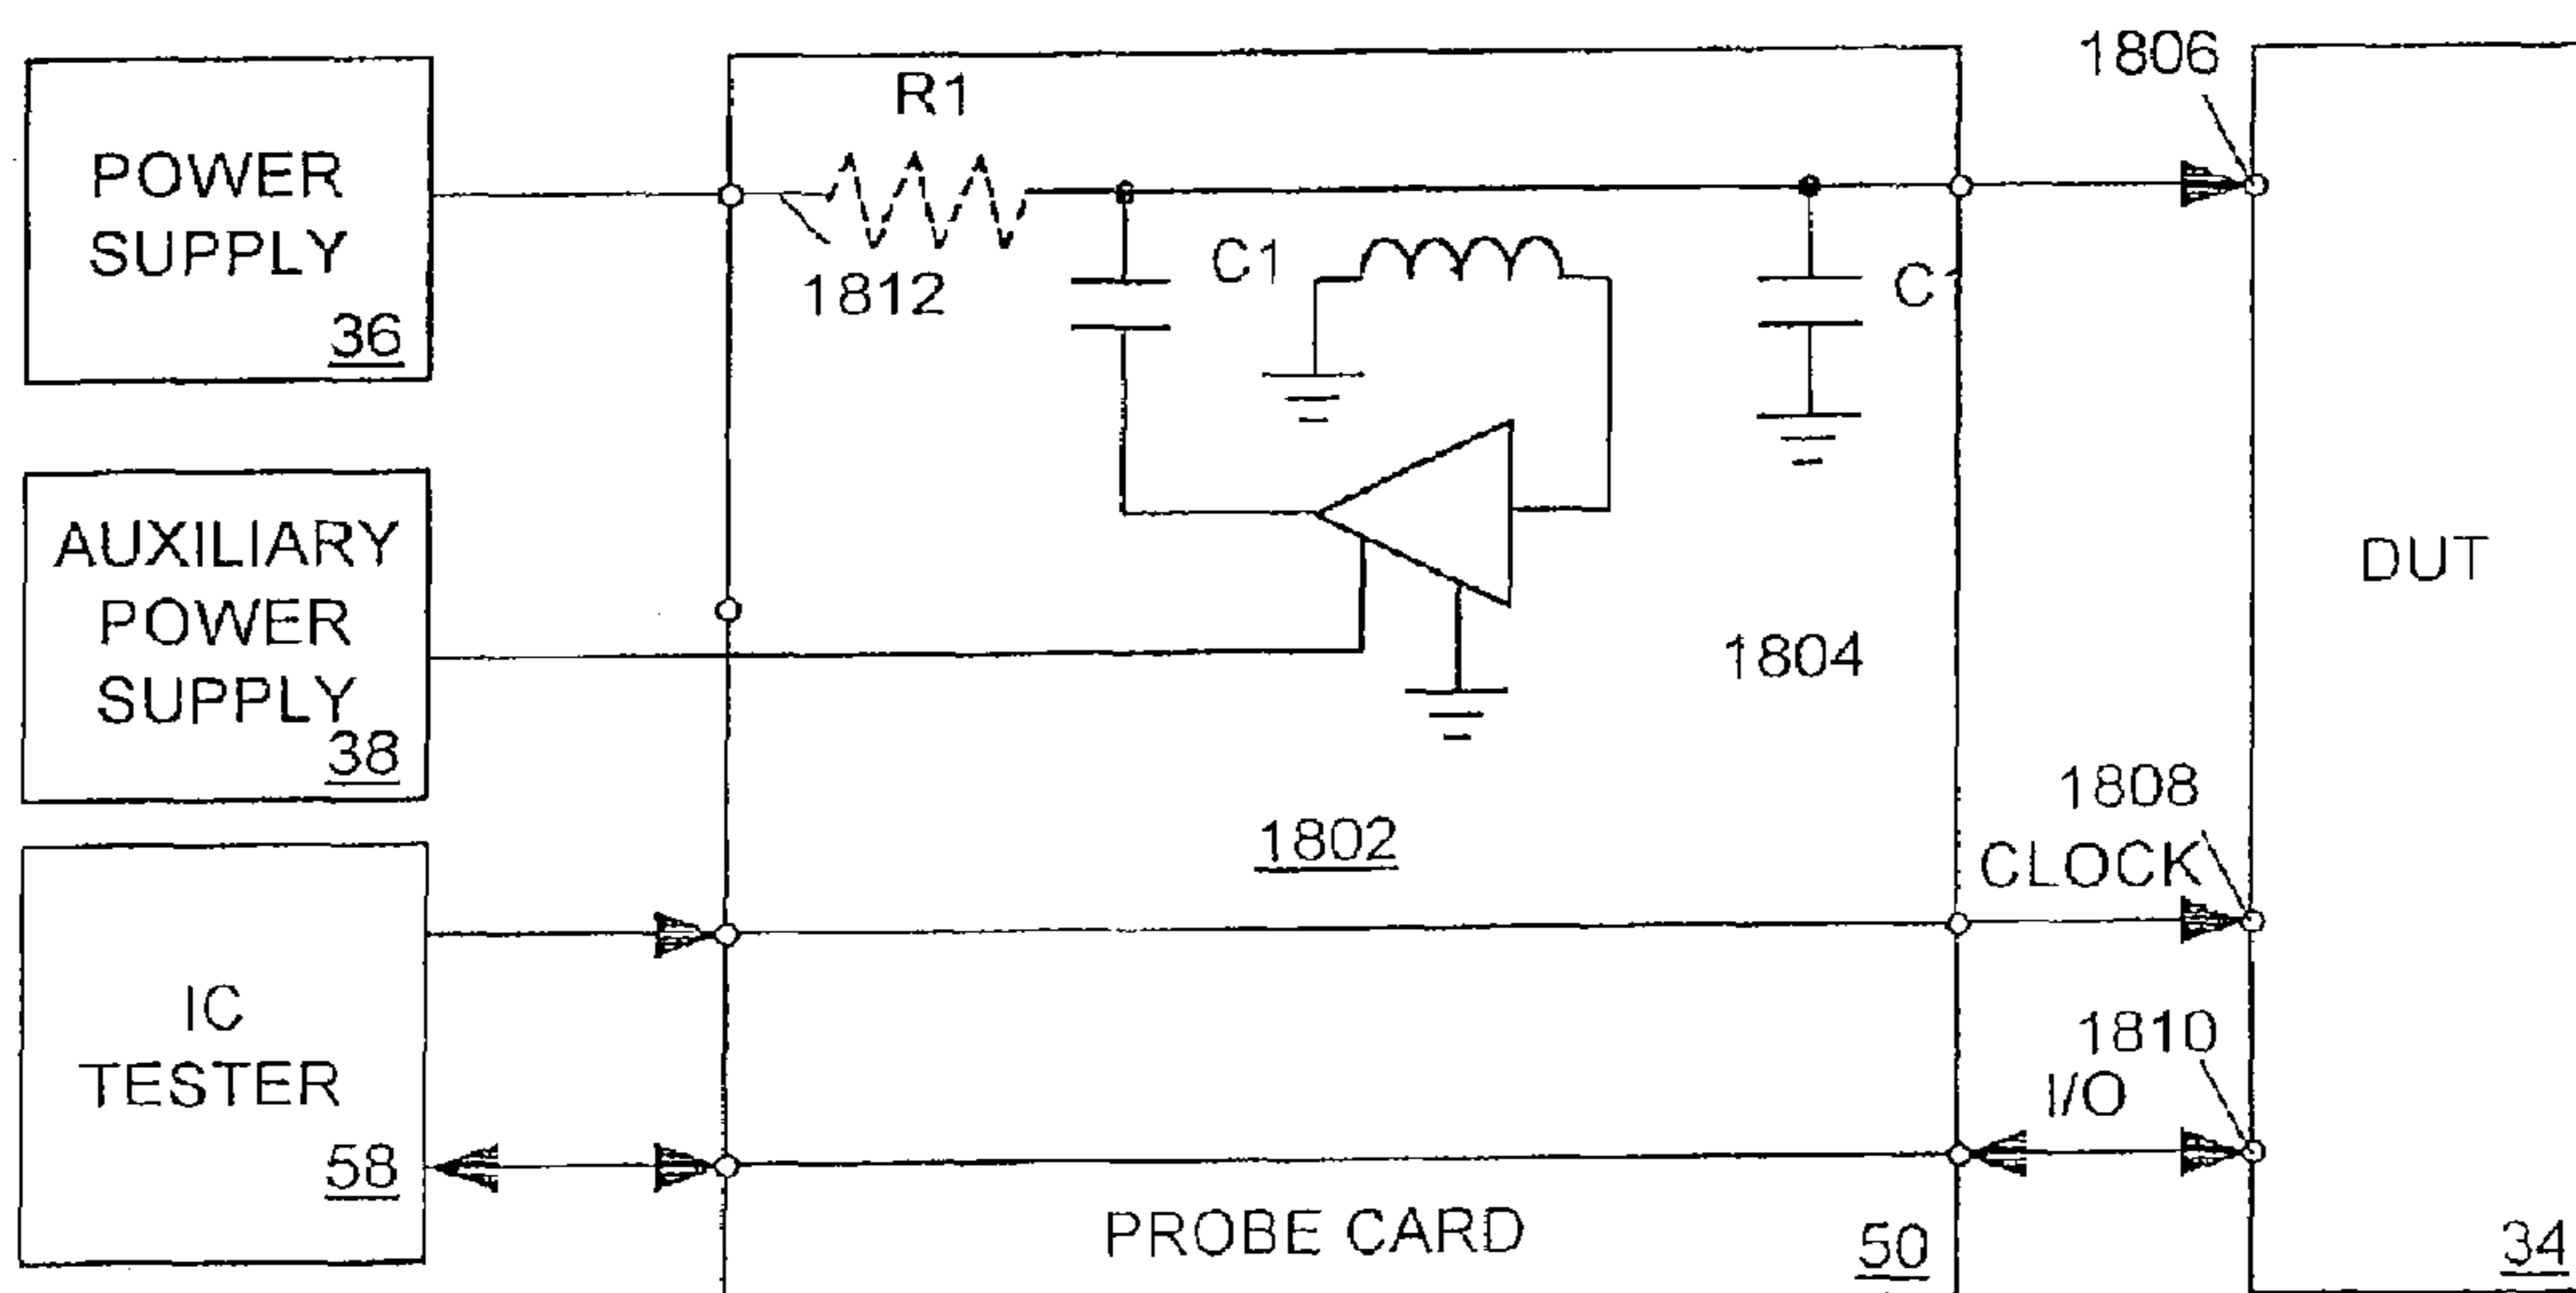 POWER
SUPPLY
36
AUXILIARY
POWER
SUPPLY
38
IC
TESTER
58
R1
1812
C1
C1
1804
1802
PROBE CARD
50
1806
1808
CLOCK
1810
I/O
DUT
34